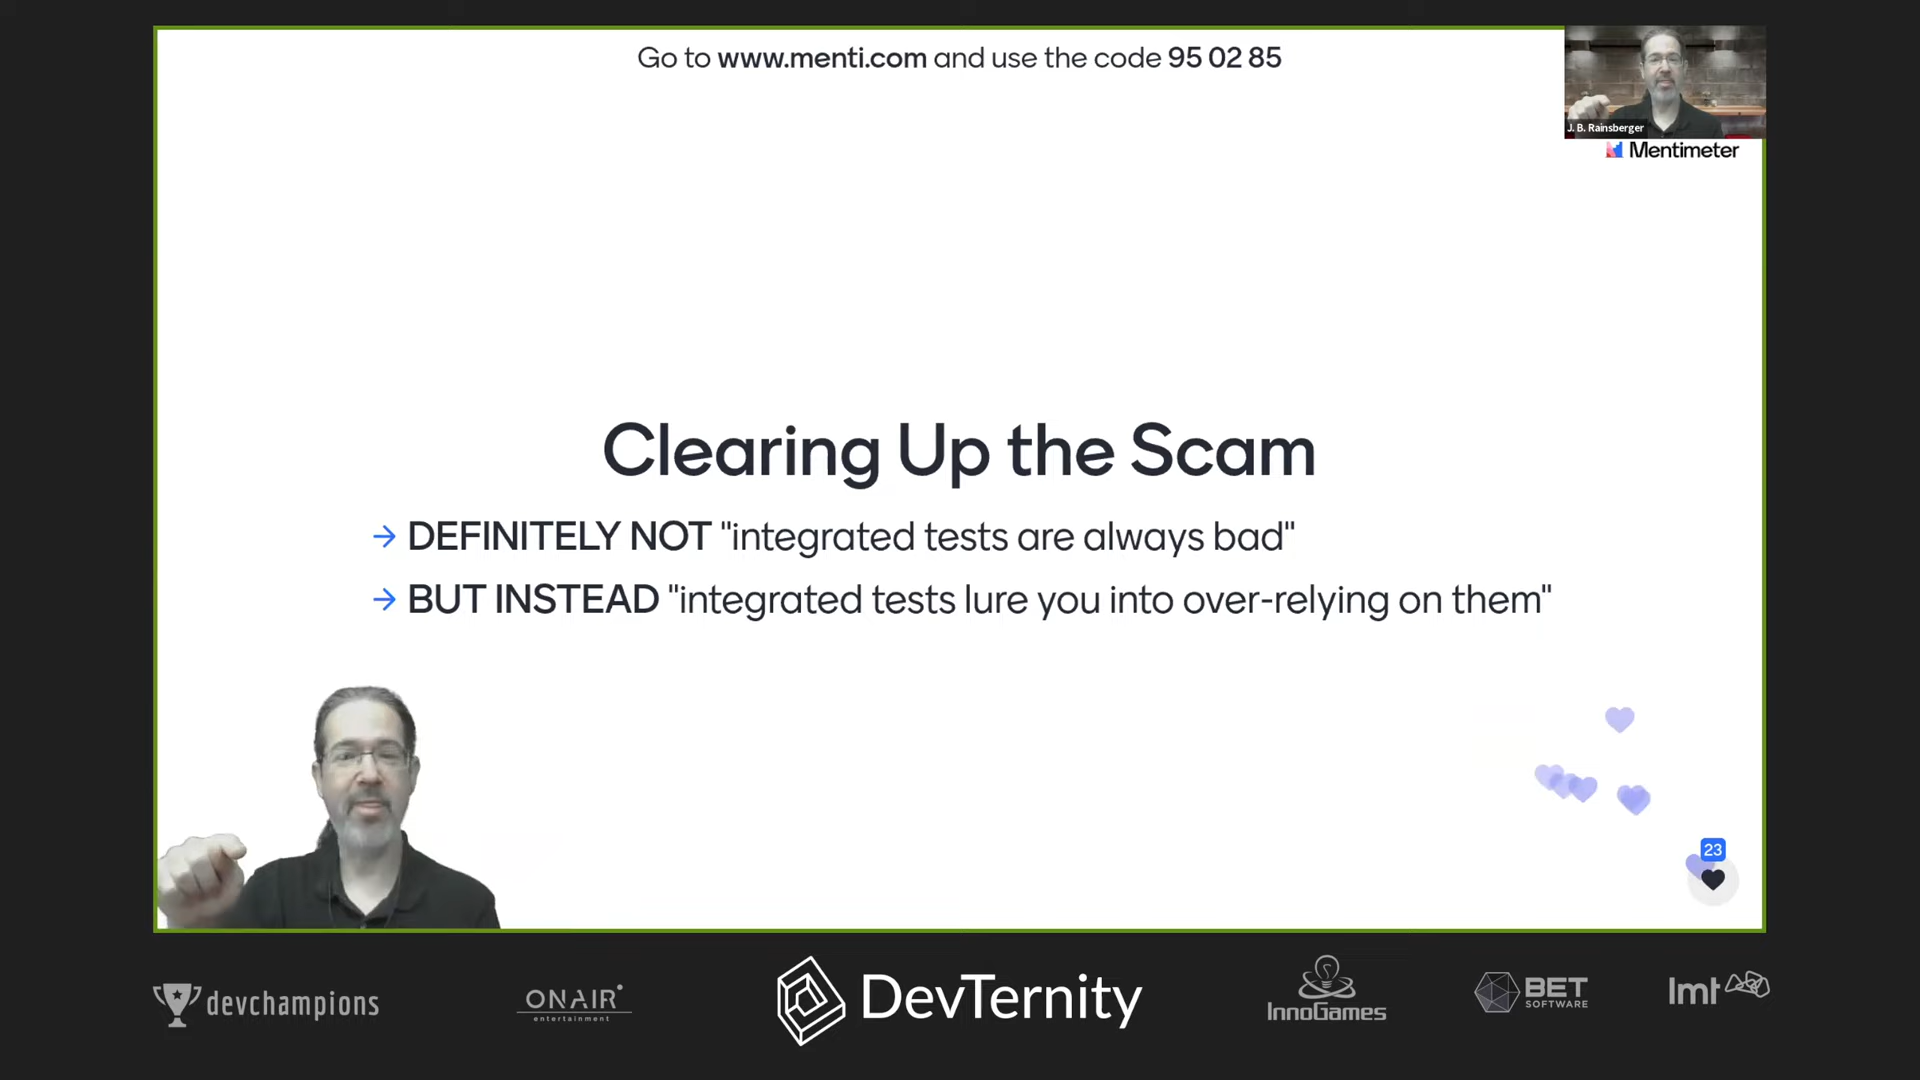 Go to www.menti.com and use the code 95 02 85
J. B. Rainsberger
Mentimeter
Clearing Up the Scam
→ DEFINITELY NOT "integrated tests are always bad"
→ BUT INSTEAD "integrated tests lure you into over-relying on them"
23
devchampions
ONAIR
entertainment
DevTernity
InnoGames
BET
SOFTWARE
lmt